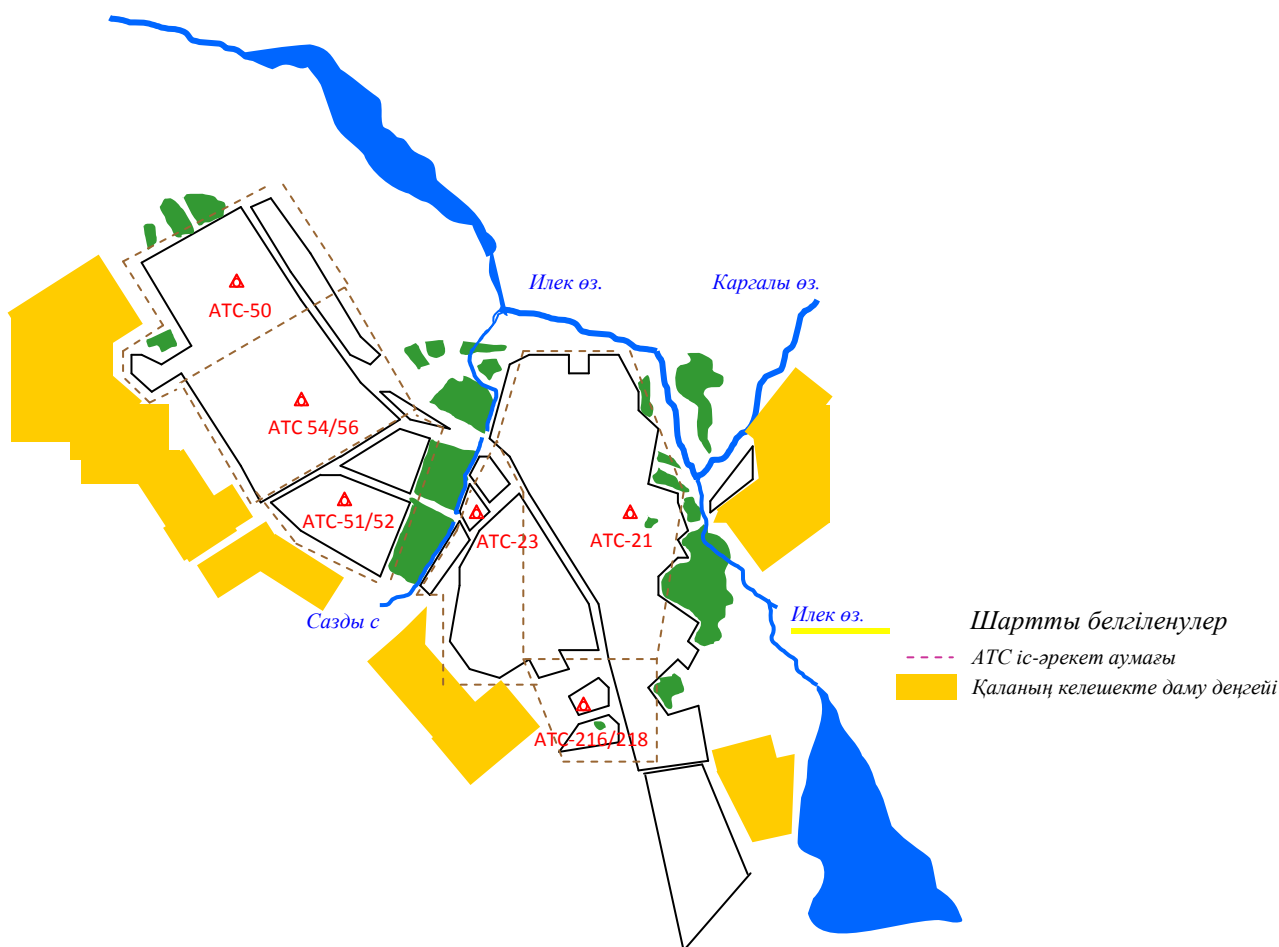 Илек өз.
Каргалы өз.
АТС-50
АТС 54/56
АТС-51/52
АТС-23
АТС-21
Сазды с
Илек өз.
АТС-216/218
Шартты белгіленулер
АТС іс-әрекет аумағы
Қаланың келешекте даму деңгейі